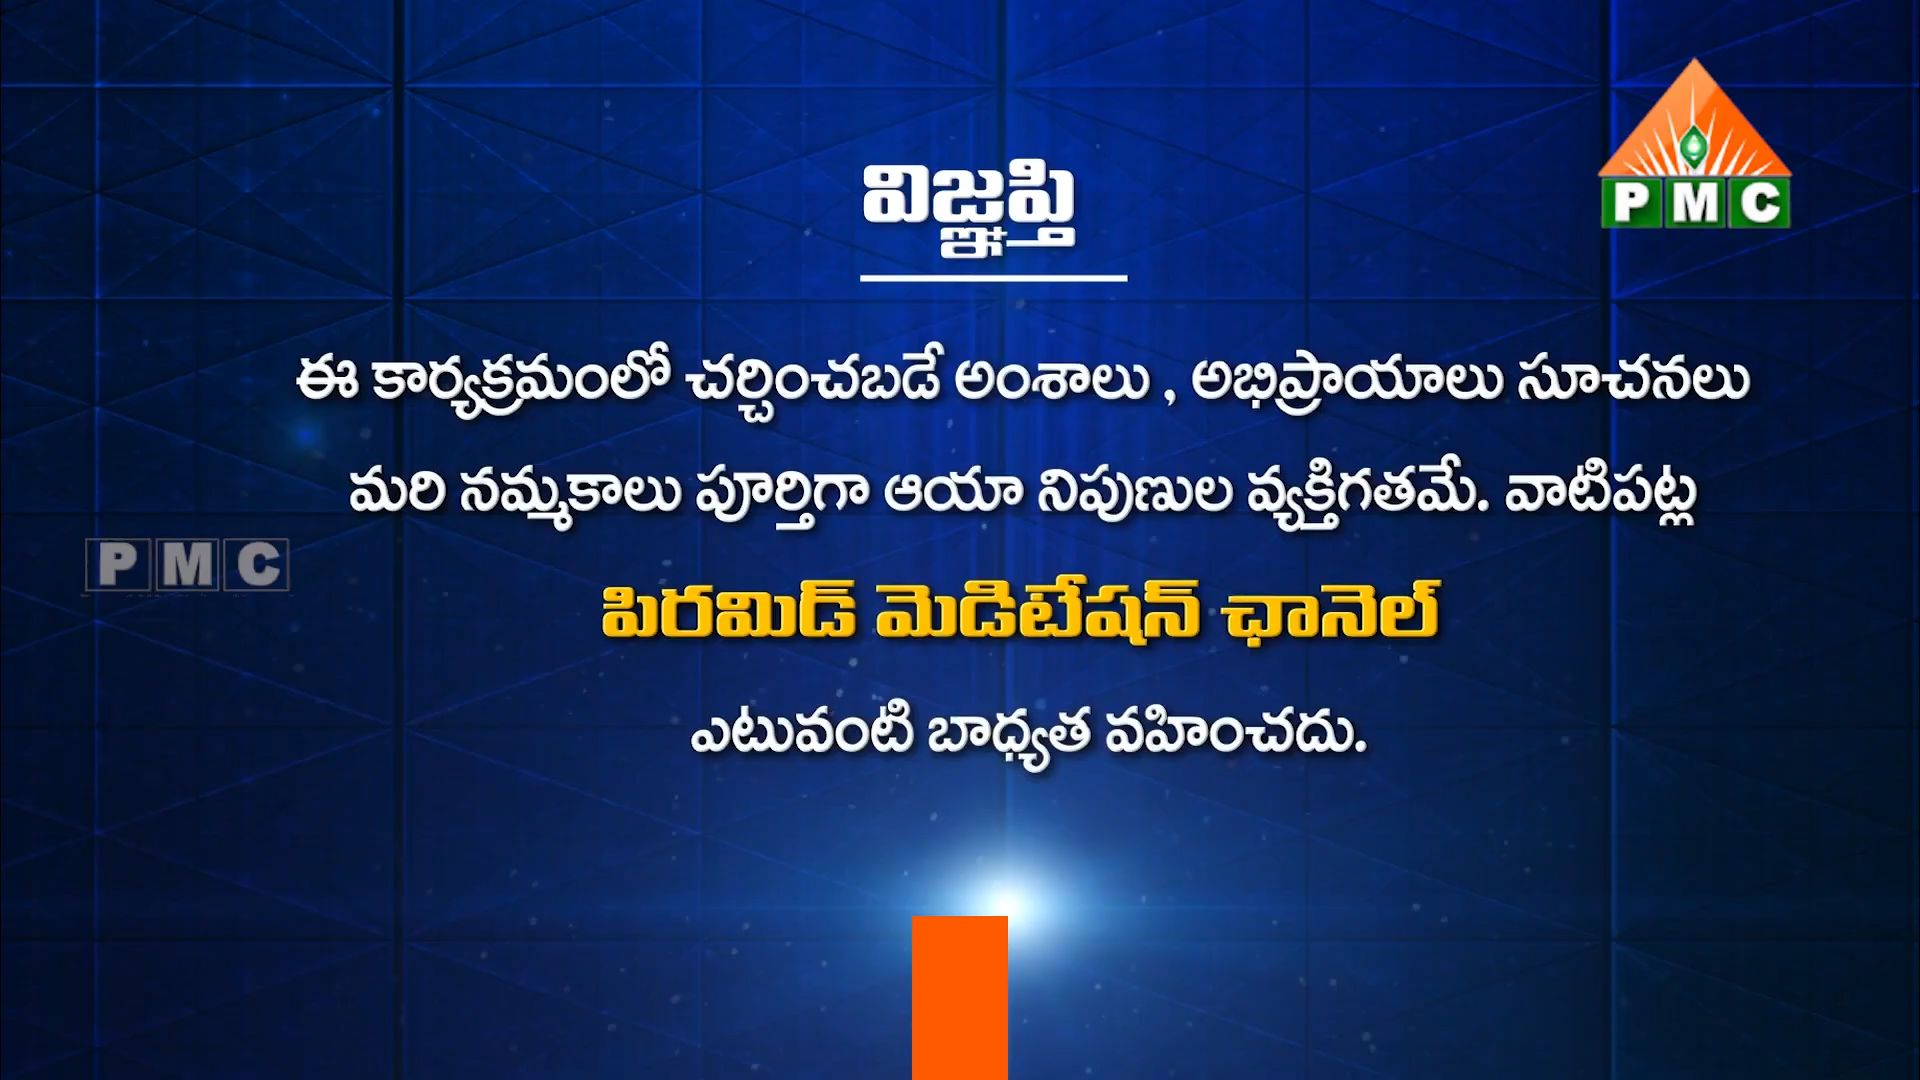 PMC
విజ్ఞప్తి
ఈ కార్యక్రమంలో చర్చించబడే అంశాలు , అభిప్రాయాలు సూచనలు
మరి నమ్మకాలు పూర్తిగా ఆయా నిపుణుల వ్యక్తిగతమే. వాటిపట్ల
PMC
పిరమిడ్ మెడిటేషన్ ఛానెల్
ఎటువంటి బాధ్యత వహించదు.